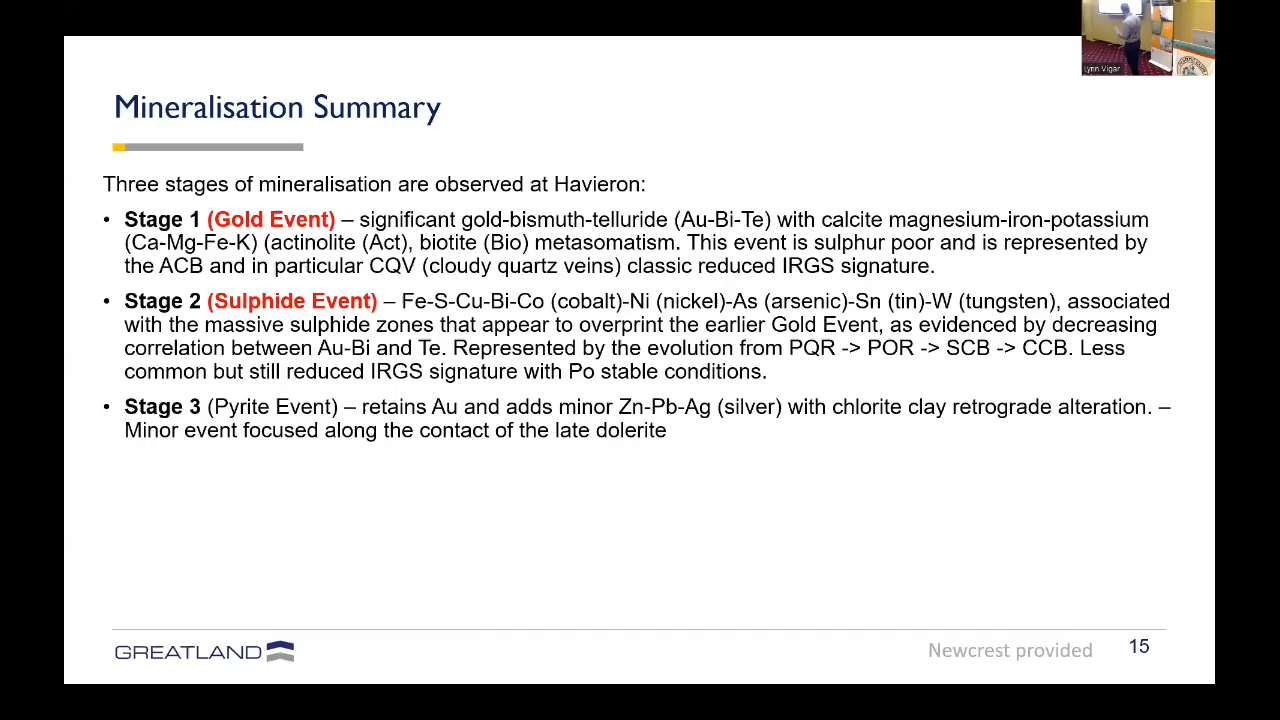 Lynn Vigar
Mineralisation Summary
Three stages of mineralisation are observed at Havieron:
• Stage 1 (Gold Event) – significant gold-bismuth-telluride (Au-Bi-Te) with calcite magnesium-iron-potassium
(Ca-Mg-Fe-K) (actinolite (Act), biotite (Bio) metasomatism. This event is sulphur poor and is represented by
the ACB and in particular CQV (cloudy quartz veins) classic reduced IRGS signature.
• Stage 2 (Sulphide Event) – Fe-S-Cu-Bi-Co (cobalt)-Ni (nickel)-As (arsenic)-Sn (tin)-W (tungsten), associated
with the massive sulphide zones that appear to overprint the earlier Gold Event, as evidenced by decreasing
correlation between Au-Bi and Te. Represented by the evolution from PQR -> POR -> SCB -> CCB. Less
common but still reduced IRGS signature with Po stable conditions.
• Stage 3 (Pyrite Event) – retains Au and adds minor Zn-Pb-Ag (silver) with chlorite clay retrograde alteration. –
Minor event focused along the contact of the late dolerite
GREATLAND
Newcrest provided 15